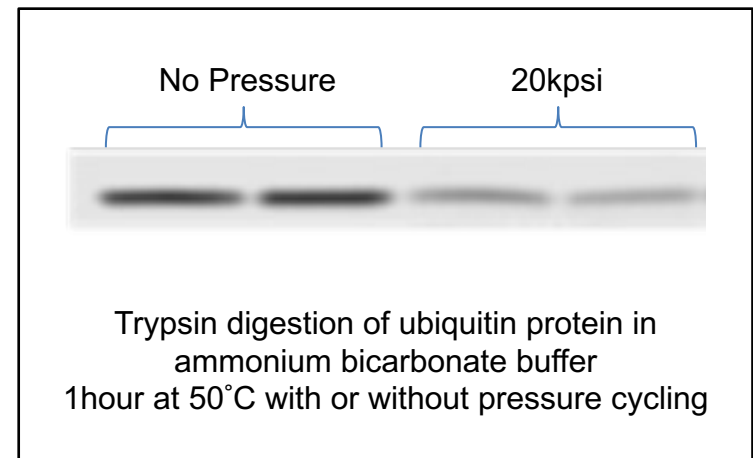 No Pressure 20kpsi
Trypsin digestion of ubiquitin protein in
ammonium bicarbonate buffer
1hour at 50˚C with or without pressure cycling